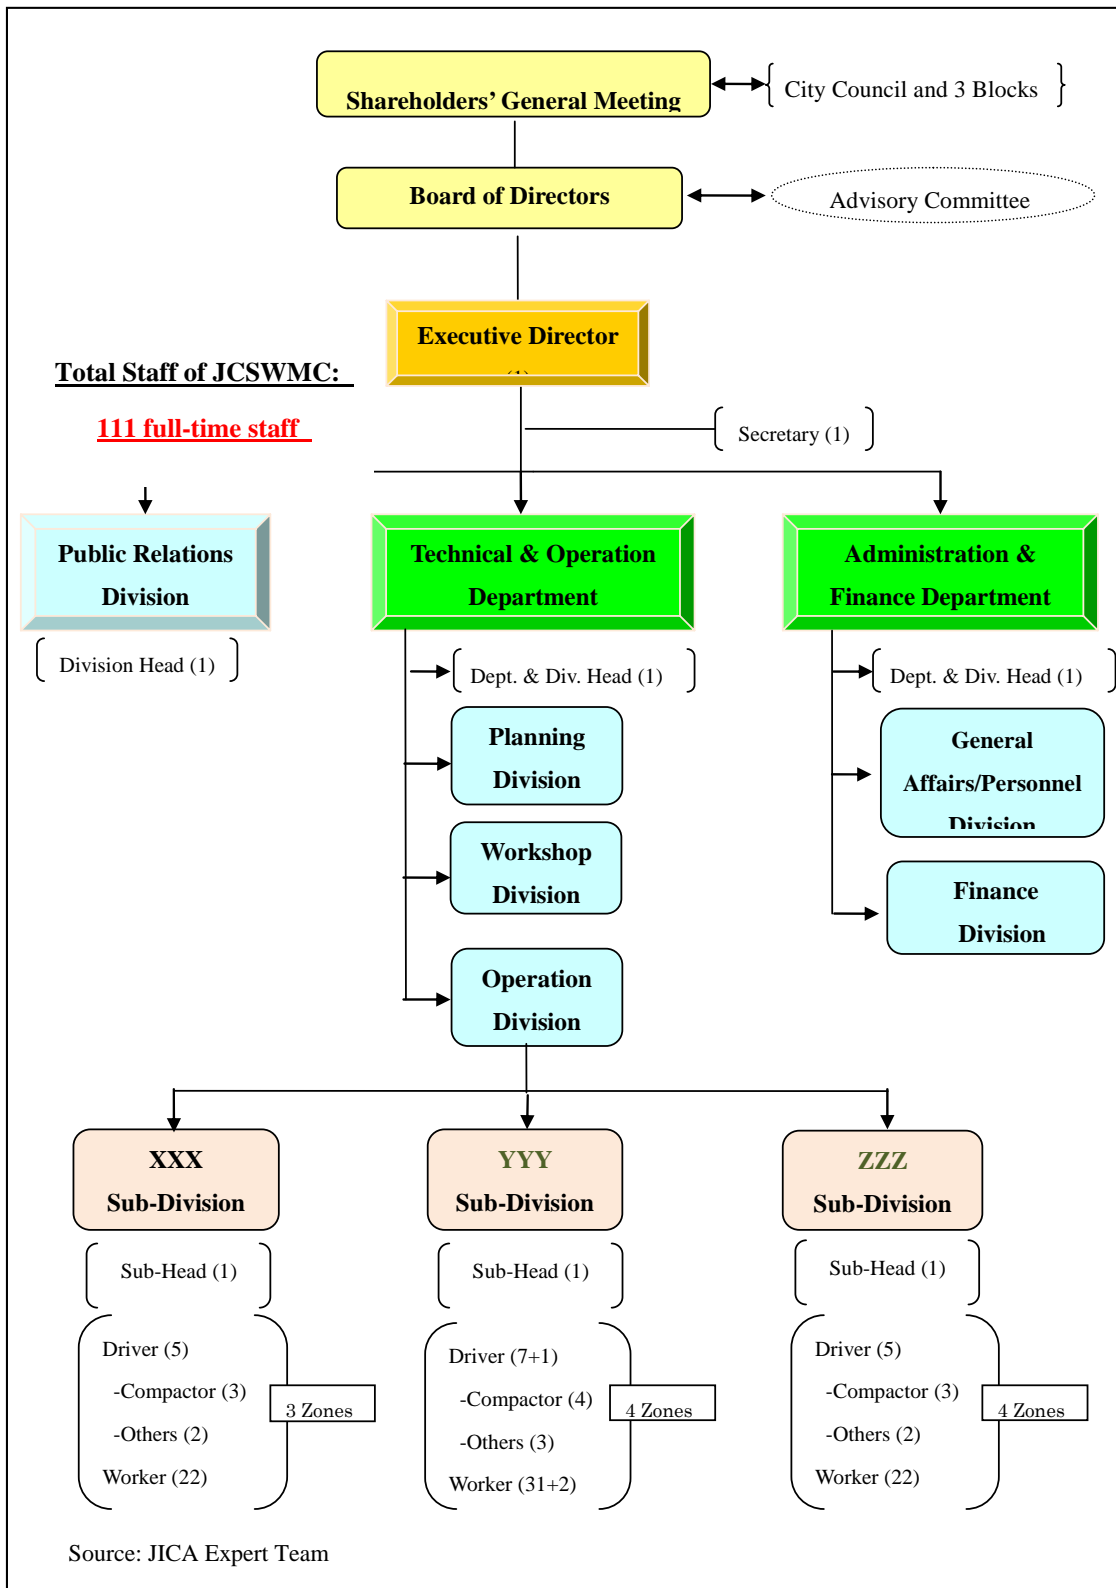 Shareholders' General Meeting
City Council and 3 Blocks
Board of Directors
Advisory Committee
Executive Director
Total Staff of JCSWMC:
111 full-time staff
Secretary (1)
Public Relations
Division
Technical & Operation
Department
Administration &
Finance Department
Division Head (1)
Dept. & Div. Head (1)
Dept. & Div. Head (1)
Planning
Division
General
Affairs/Personnel
Division
Workshop
Division
Finance
Division
Operation
Division
XXX
Sub-Division
YYY
Sub-Division
ZZZ
Sub-Division
Sub-Head (1)
Sub-Head (1)
Sub-Head (1)
Driver (5)
-Compactor (3)
-Others (2)
Worker (22)
3 Zones
Driver (7+1)
-Compactor (4)
-Others (3)
Worker (31+2)
4 Zones
Driver (5)
-Compactor (3)
-Others (2)
Worker (22)
4 Zones
Source: JICA Expert Team